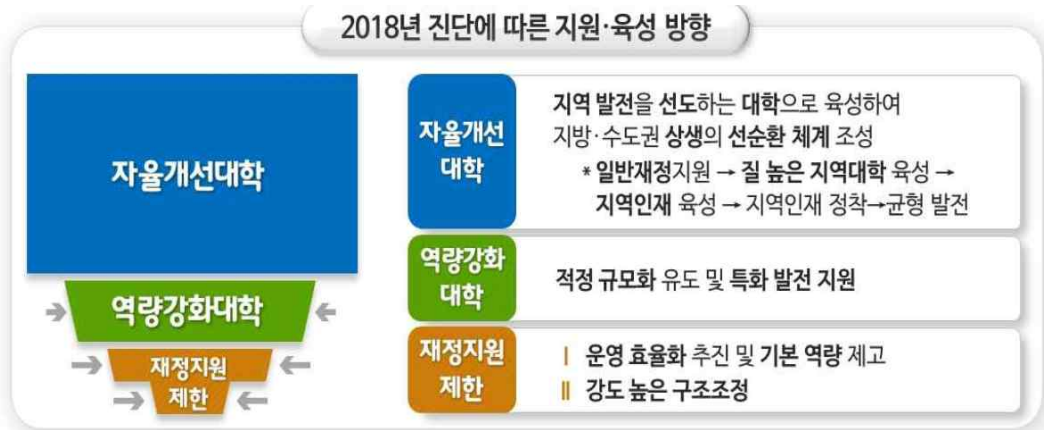 2018년 진단에 따른 지원·육성 방향
자율개선대학
역량강화대학
재정지원
제한
자율개선
대학
지역 발전을 선도하는 대학으로 육성하여
지방·수도권 상생의 선순환 체계 조성
* 일반재정지원 → 질 높은 지역대학 육성 →
지역인재 육성 → 지역인재 정착→균형 발전
역량강화
대학
적정 규모화 유도 및 특화 발전 지원
재정지원
제한
Ⅰ 운영 효율화 추진 및 기본 역량 제고
Ⅱ 강도 높은 구조조정